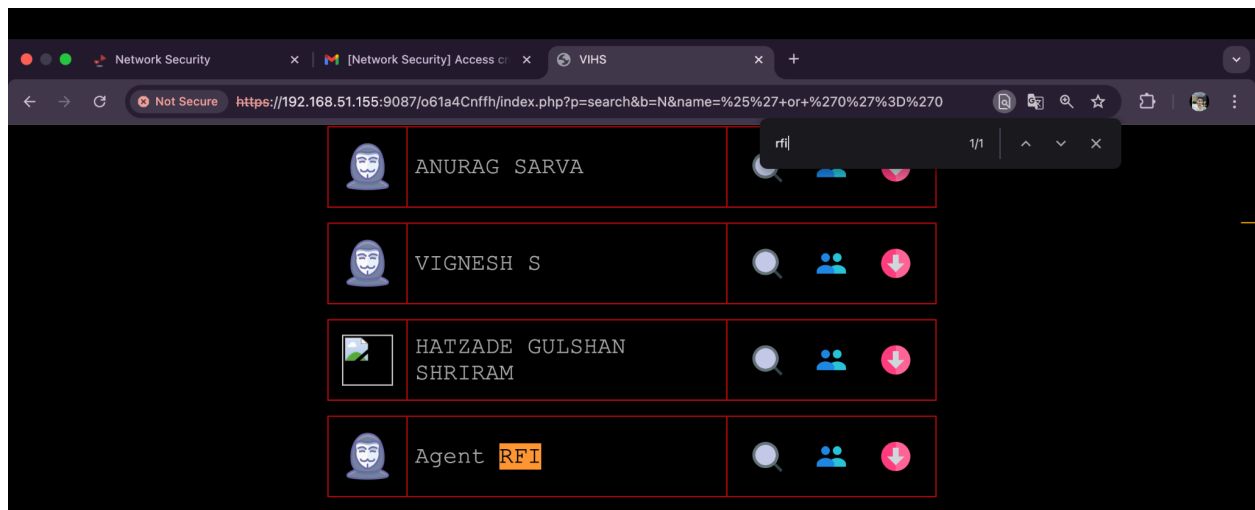 Network Security
[Network Security] Access cr
VIHS
Not Secure https://192.168.51.155:9087/o61a4Cnffh/index.php?p=search&b=N&name=%25%27+or+%270%27%3D%270
rfi 1/1
ANURAG SARVA
VIGNESH S
HATZADE GULSHAN
SHRIRAM
Agent RFI